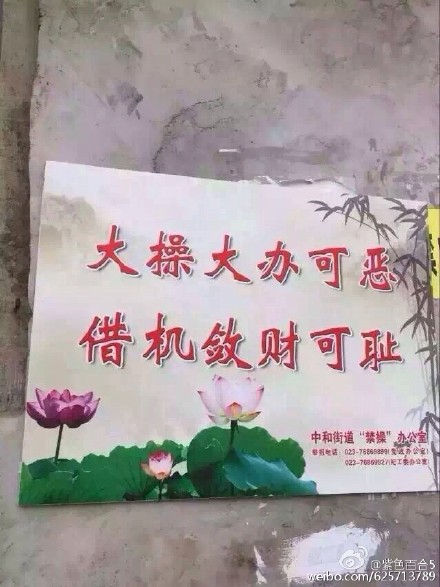 大操大办可恶
借机敛财可耻
中和街道“禁操”办公室
举报电话：023-76869899(党政办公室)
023-76869927(纪工委办公室)
@紫色百合5
weibo.com/625713789